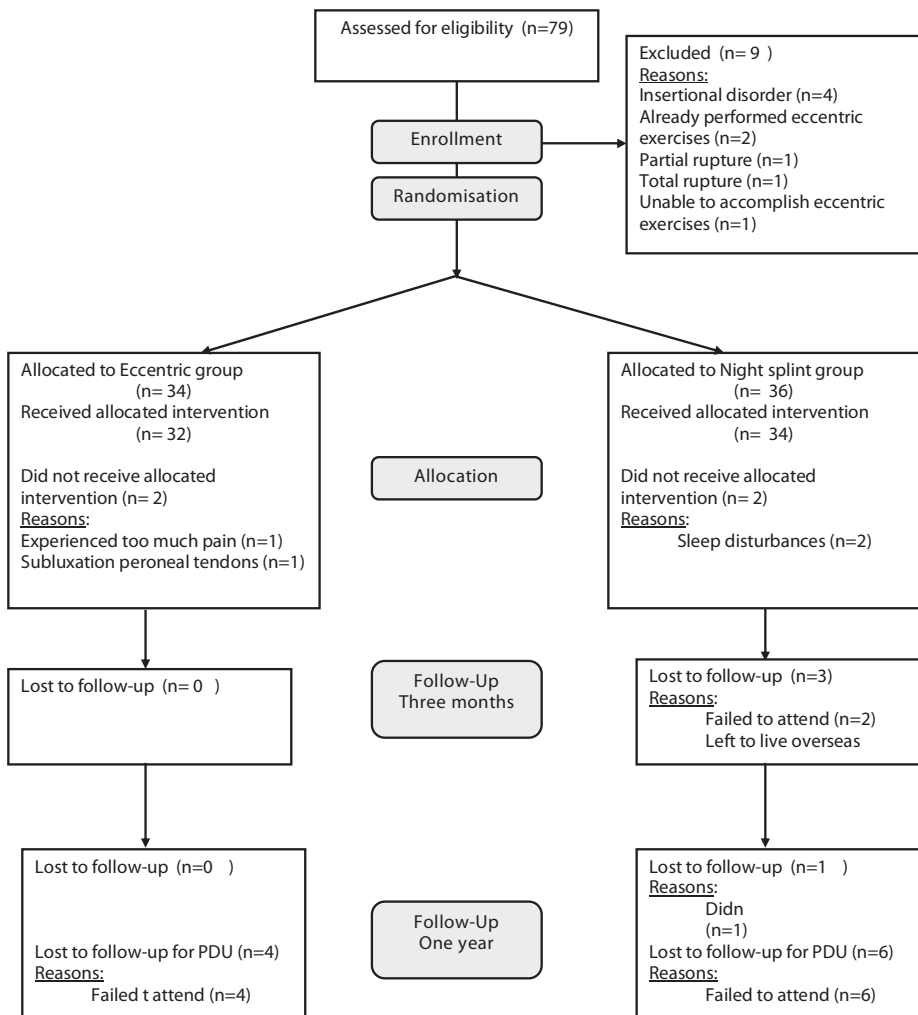 Assessed for eligibility (n=79)
Excluded (n= 9 )
Reasons:
Insertional disorder (n=4)
Already performed eccentric
exercises (n=2)
Partial rupture (n=1)
Total rupture (n=1)
Unable to accomplish eccentric
exercises (n=1)
Enrollment
Randomisation
Allocated to Eccentric group
(n= 34)
Received allocated intervention
(n= 32)
Did not receive allocated
intervention (n= 2)
Reasons:
Experienced too much pain (n=1)
Subluxation peroneal tendons (n=1)
Allocation
Allocated to Night splint group
(n= 36)
Received allocated intervention
(n= 34)
Did not receive allocated
intervention (n= 2)
Reasons:
Sleep disturbances (n=2)
Lost to follow-up (n= 0 )
Follow-Up
Three months
Lost to follow-up (n=3)
Reasons:
Failed to attend (n=2)
Left to live overseas
Lost to follow-up (n=0 )
Lost to follow-up for PDU (n=4)
Reasons:
Failed t attend (n=4)
Follow-Up
One year
Lost to follow-up (n=1 )
Reasons:
Didn
(n=1)
Lost to follow-up for PDU (n=6)
Reasons:
Failed to attend (n=6)